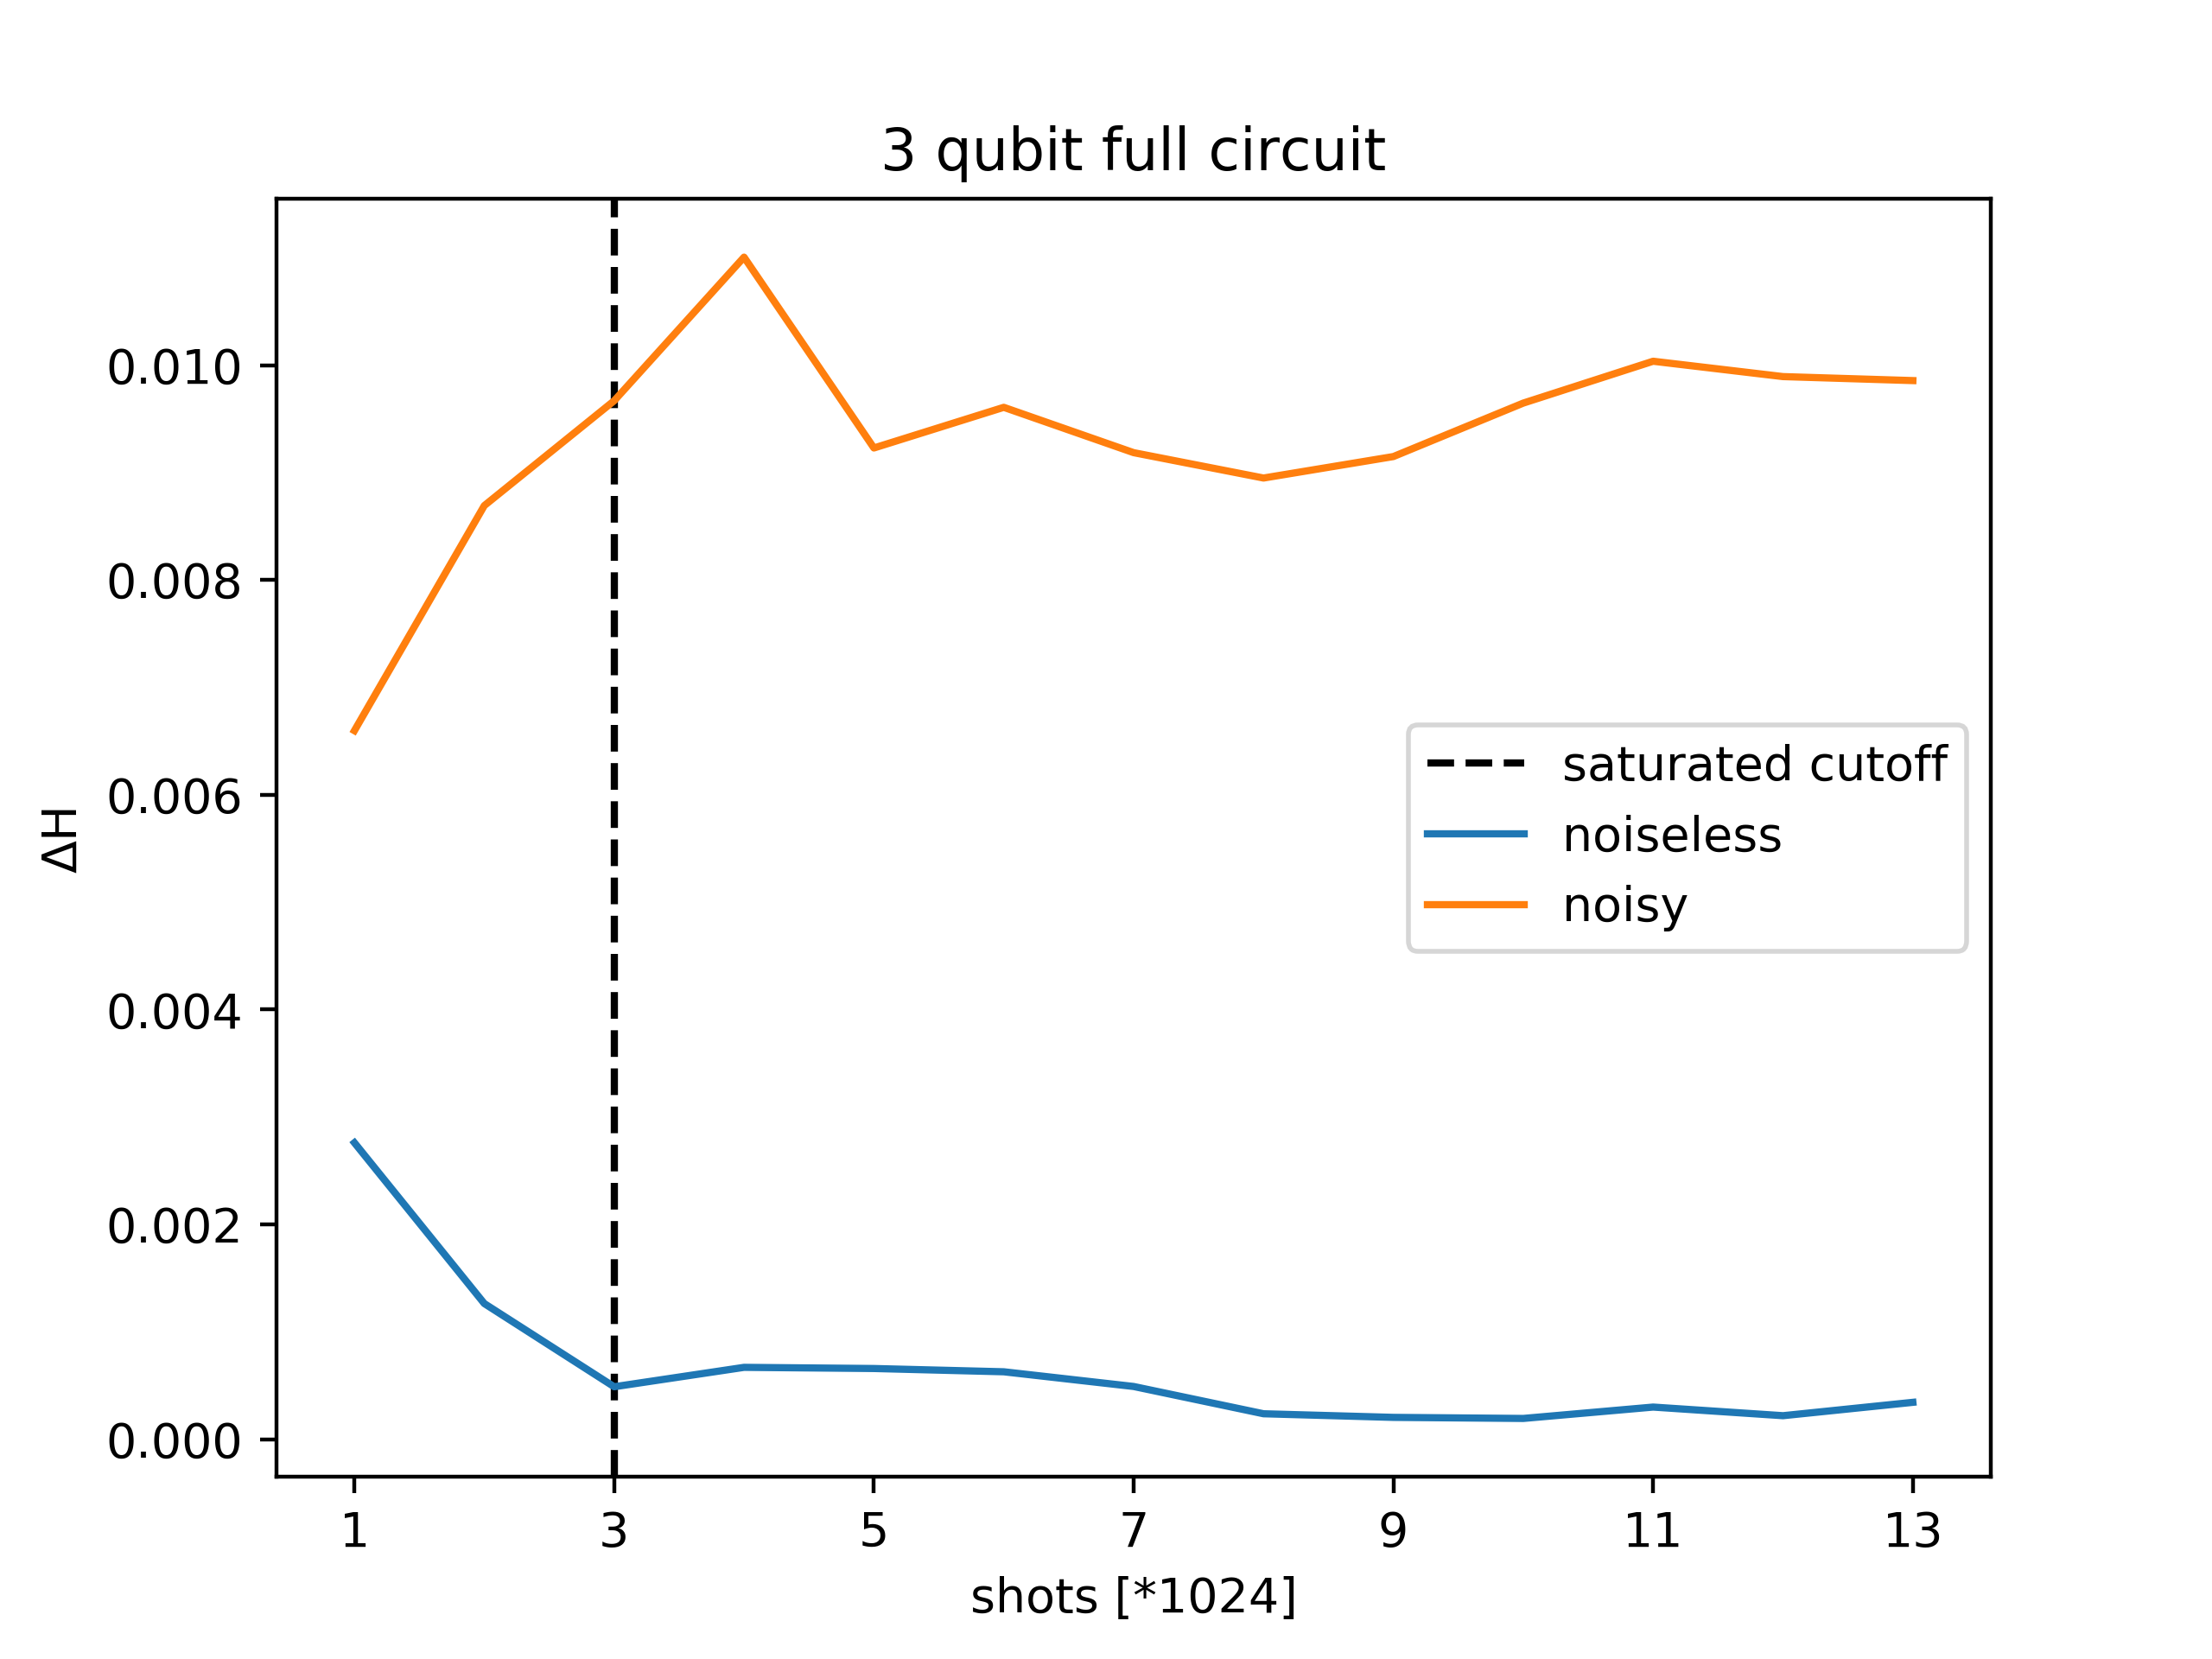 3 qubit full circuit
0.010
0.008
0.006
0.004
0.002
0.000
ΔH
saturated cutoff
noiseless
noisy
1 3 5 7 9 11 13
shots [*1024]